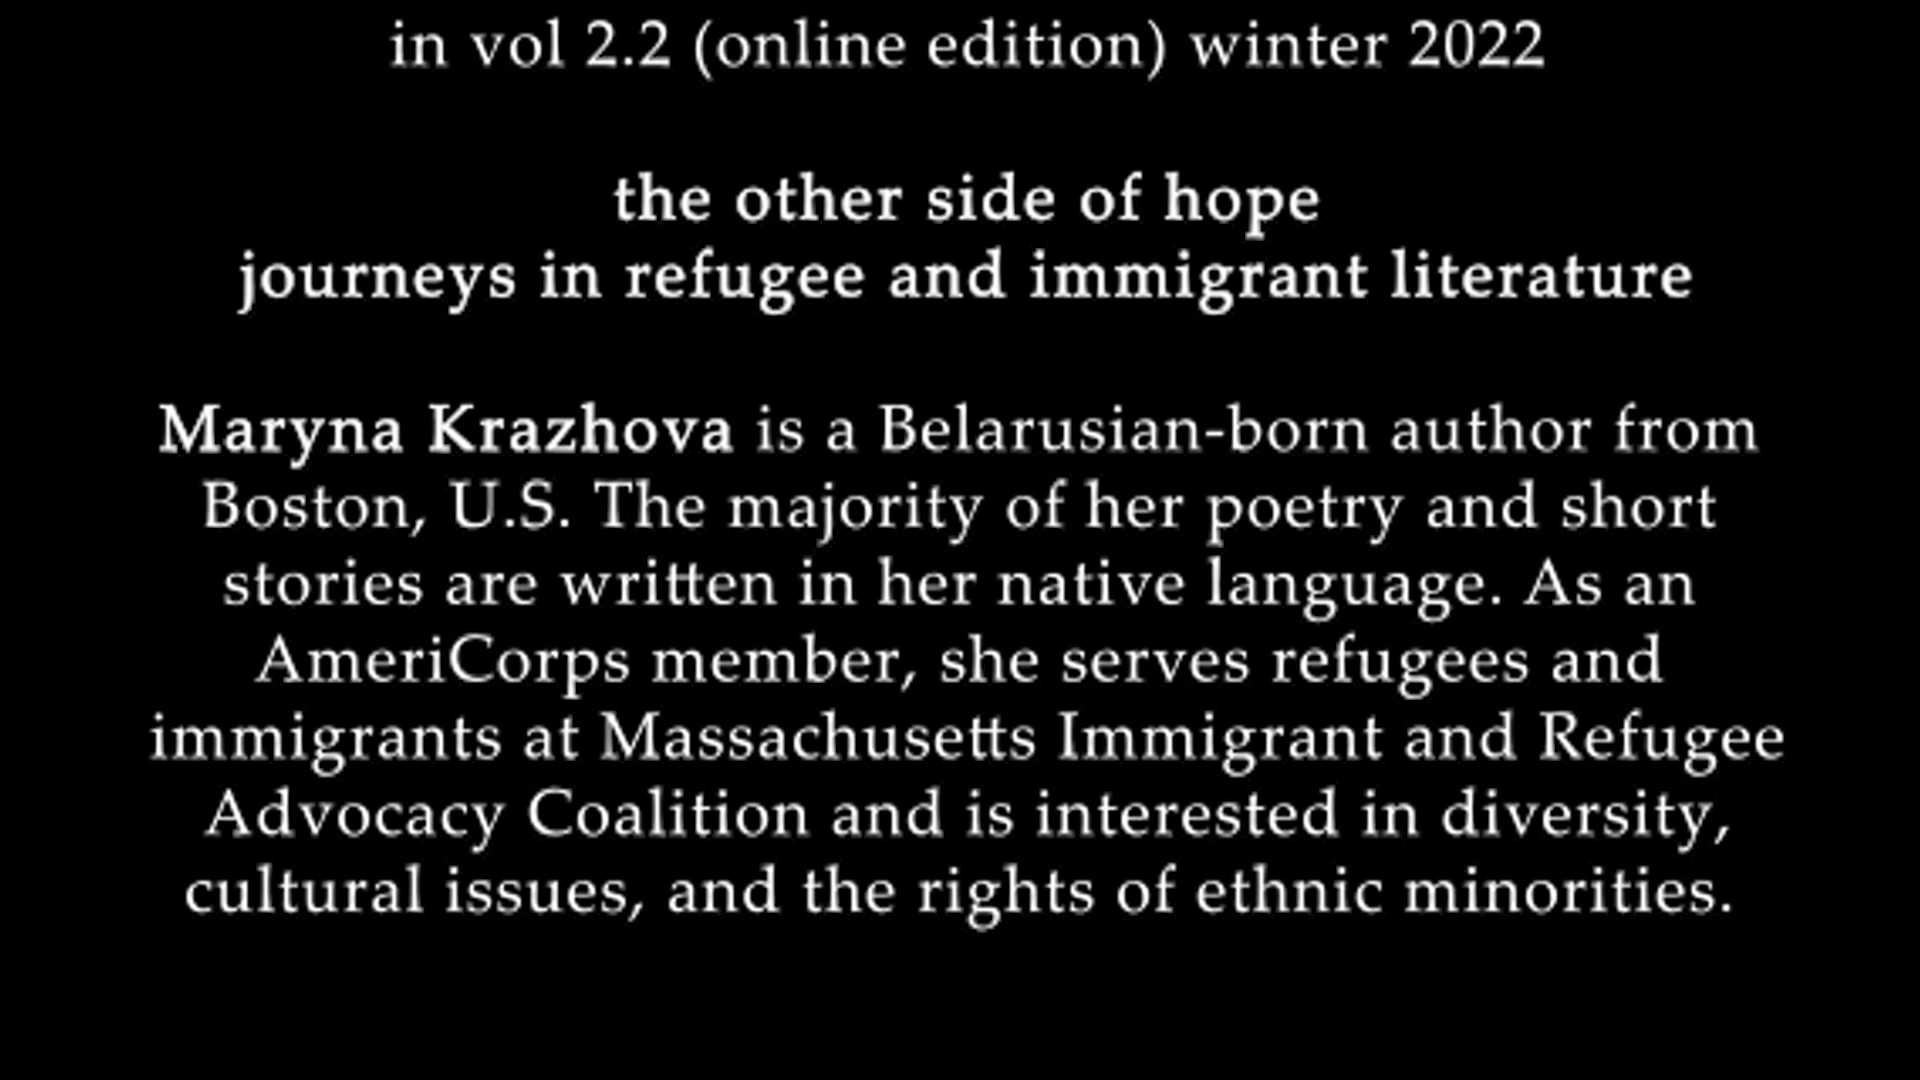 in vol 2.2 (online edition) winter 2022
the other side of hope
journeys in refugee and immigrant literature
Maryna Krazhova is a Belarusian-born author from
Boston, U.S. The majority of her poetry and short
stories are written in her native language. As an
AmeriCorps member, she serves refugees and
immigrants at Massachusetts Immigrant and Refugee
Advocacy Coalition and is interested in diversity,
cultural issues, and the rights of ethnic minorities.